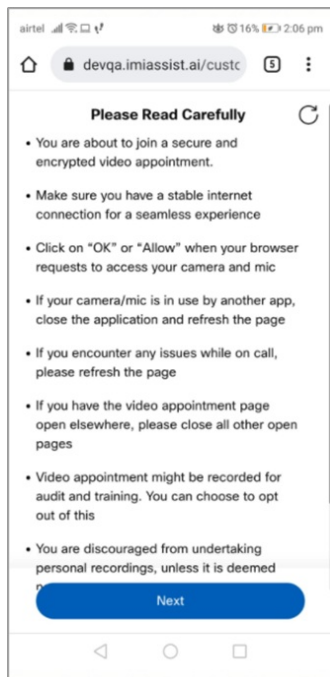 airtel 16% 2:06 pm
devqa.imiassist.ai/custc 5
Please Read Carefully
• You are about to join a secure and
encrypted video appointment.
• Make sure you have a stable internet
connection for a seamless experience
• Click on “OK” or “Allow” when your browser
requests to access your camera and mic
• If your camera/mic is in use by another app,
close the application and refresh the page
• If you encounter any issues while on call,
please refresh the page
• If you have the video appointment page
open elsewhere, please close all other open
pages
• Video appointment might be recorded for
audit and training. You can choose to opt
out of this
• You are discouraged from undertaking
personal recordings, unless it is deemed
Next